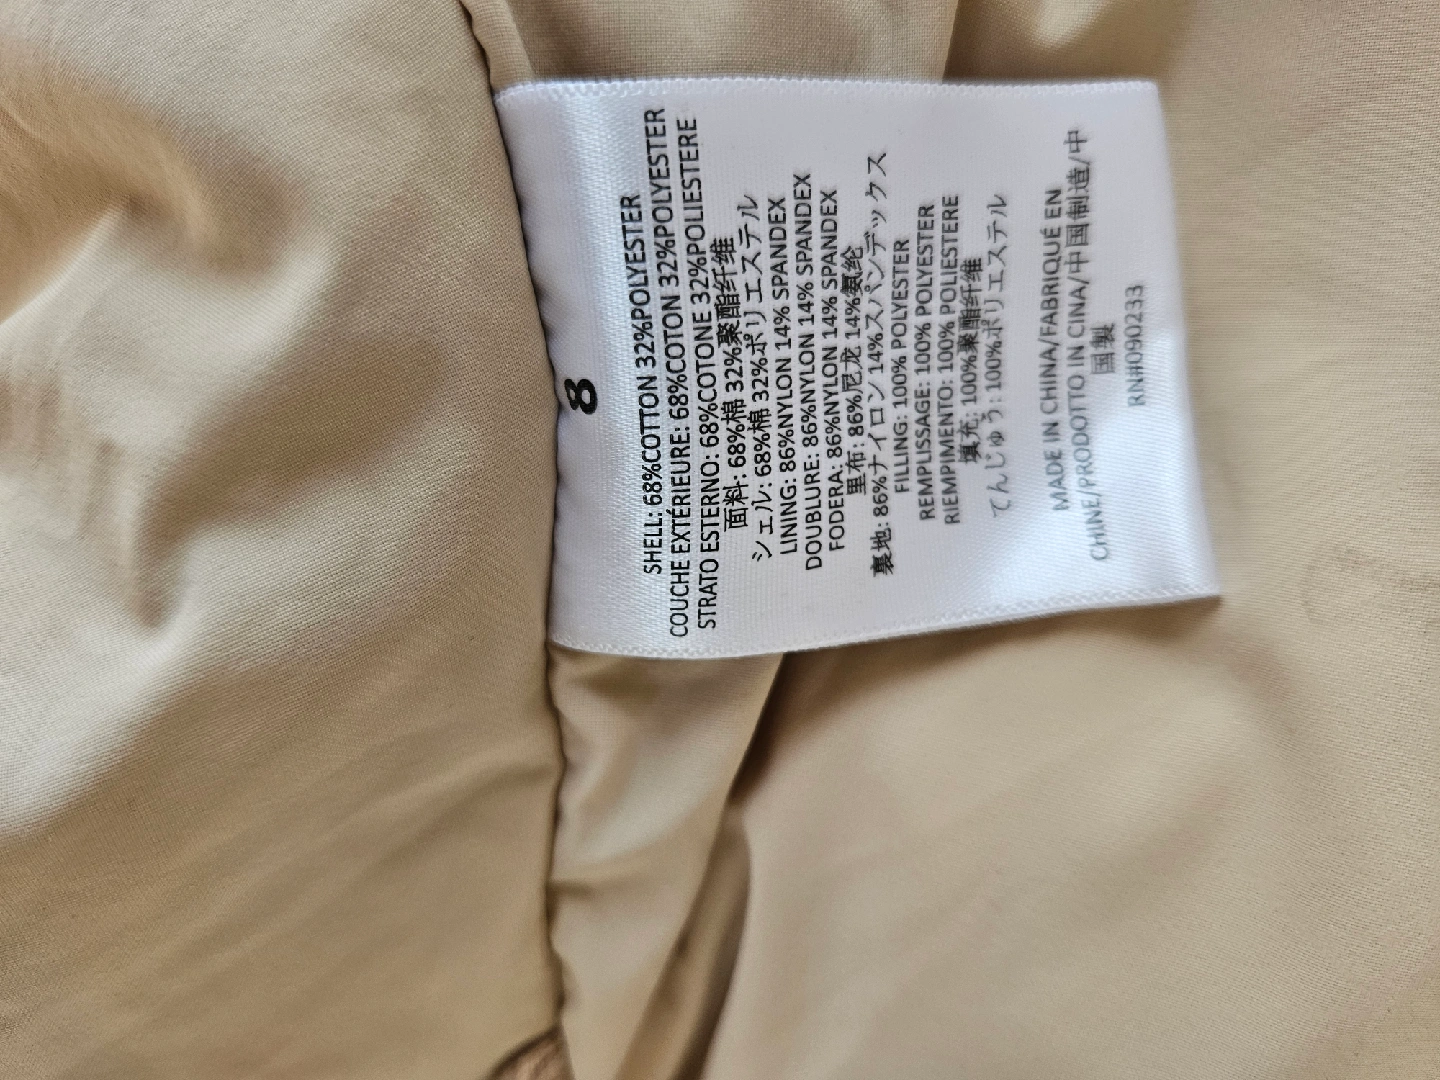 8
SHELL: 68%COTTON 32%POLYESTER
COUCHE EXTÉRIEURE: 68%COTON 32%POLYESTER
STRATO ESTERNO: 68%COTONE 32%POLIESTERE
面料: 68%棉 32%聚酯纤维
シェル: 68%棉 32%ポリエステル
LINING: 86%NYLON 14% SPANDEX
DOUBLURE: 86%NYLON 14% SPANDEX
FODERA: 86%NYLON 14% SPANDEX
里布: 86%尼龙 14%氨纶
裏地: 86%ナイロン 14%スパンデックス
FILLING: 100% POLYESTER
REMPLISSAGE: 100% POLYESTER
RIEMPIMENTO: 100% POLIESTERE
填充: 100%聚酯纤维
てんじゅう: 100%ポリエステル
MADE IN CHINA/FABRIQUÉ EN
CHINE/PRODOTTO IN CINA/中国制造/中
国製
RN#090233